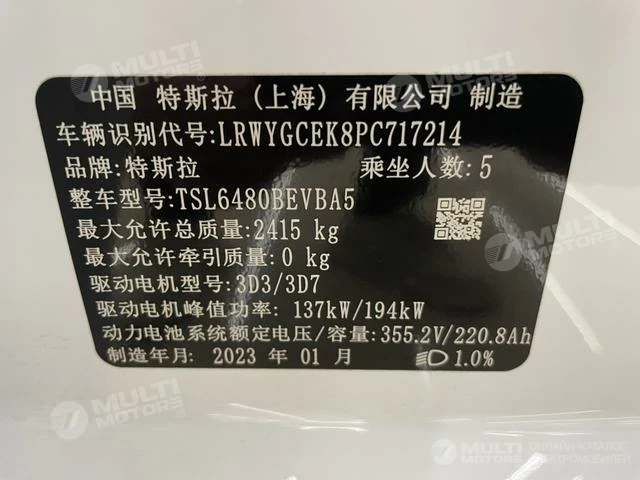 MULTI
MOTORS
MULTI
MOTORS
中国 特斯拉(上海)有限公司 制造
车辆识别代号:LRWYGCEK8PC717214
品牌:特斯拉 乘坐人数:5
整车型号:TSL6480BEVBA5
最大允许总质量:2415 kg
最大允许牵引质量:0 kg
驱动电机型号:3D3/3D7
驱动电机峰值功率: 137kW/194kW
动力电池系统额定电压/容量:355.2V/220.8Ah
制造年月: 2023 年 01 月 1.0%
MULTI
MOTORS
MULTI
MOTORS
ОНЛАЙН-КАТАЛОГ
ЭЛЕКТРОМОБИЛЕЙ